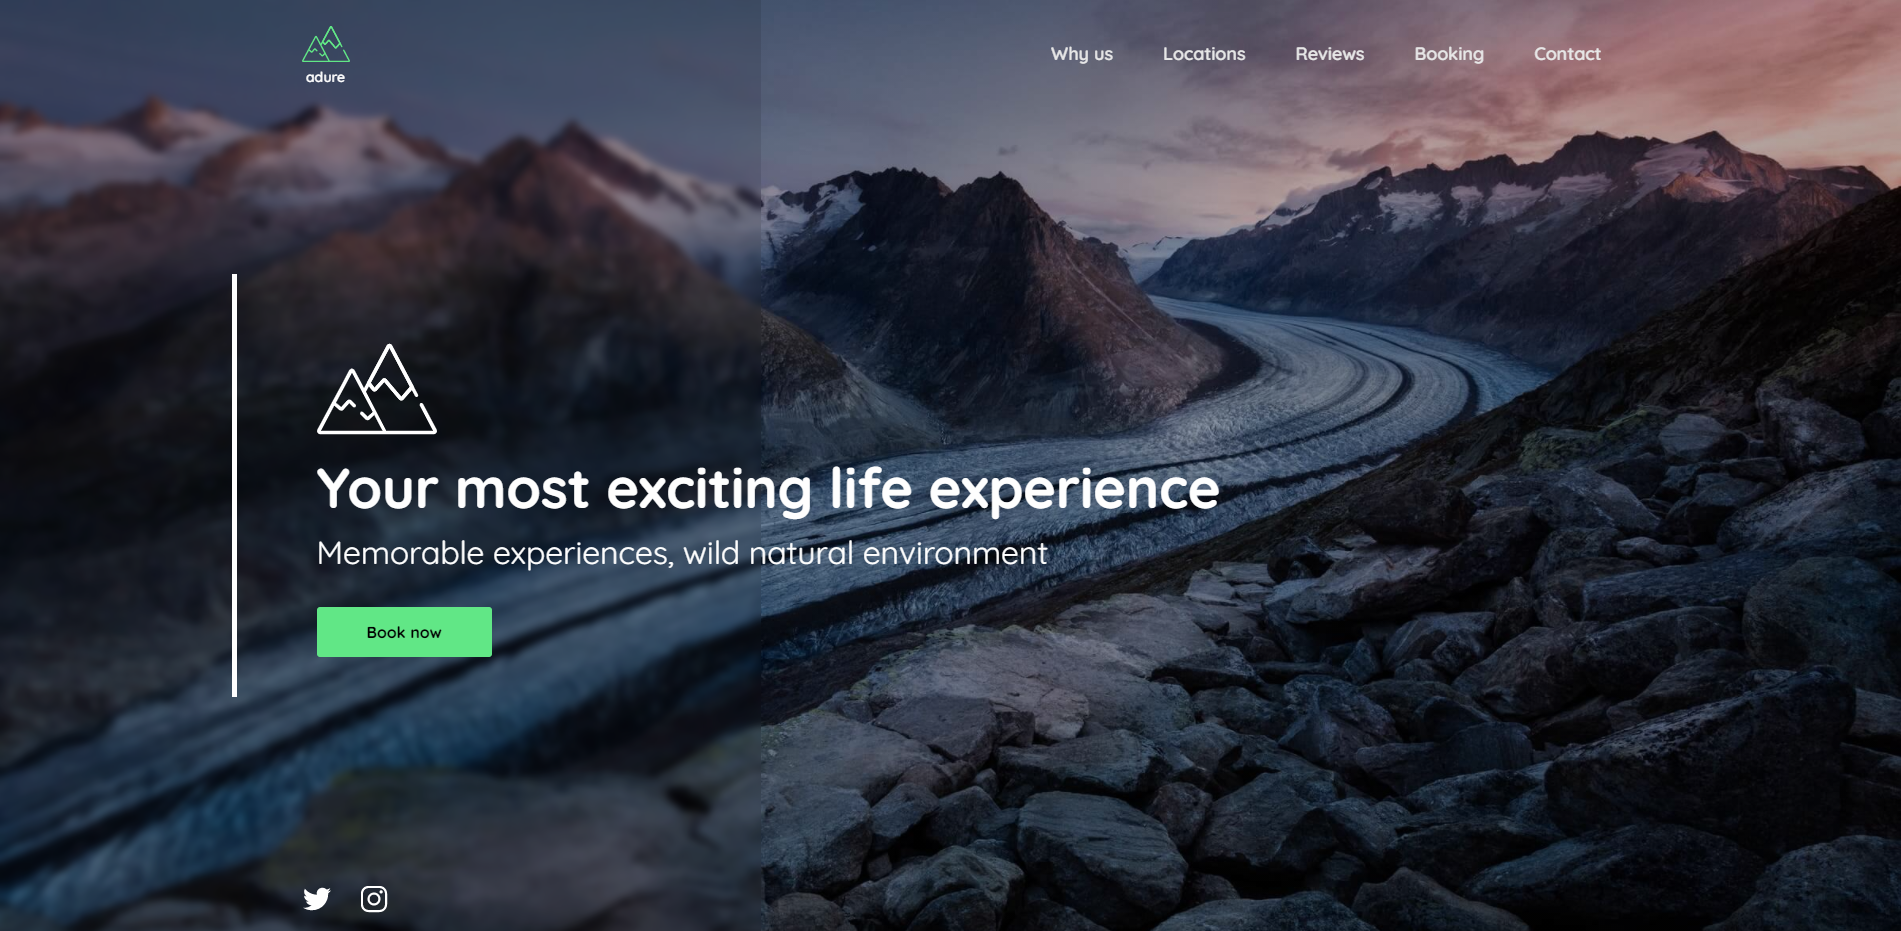 adure
Why us
Locations
Reviews
Booking
Contact
Your most exciting life experience
Memorable experiences, wild natural environment
Book now